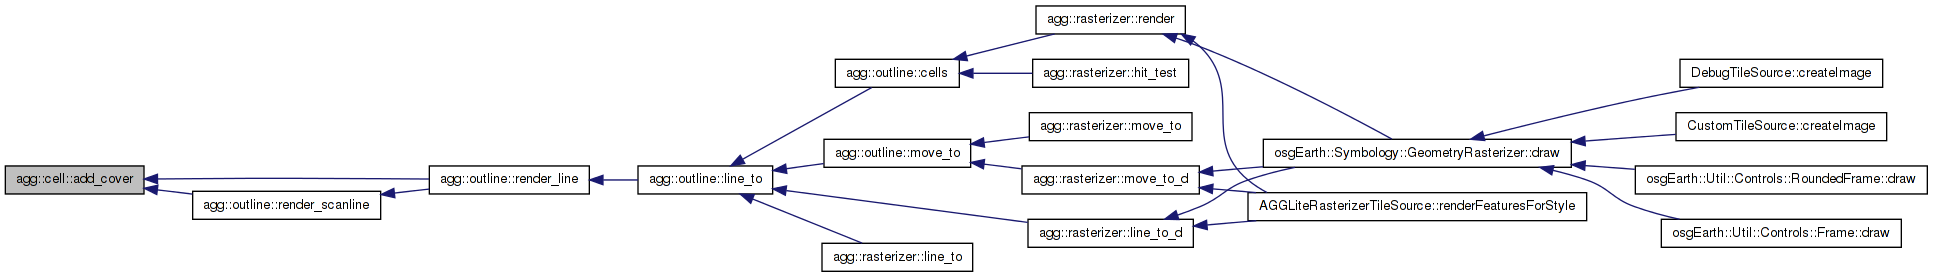 agg::rasterizer::render
agg::outline::cells
agg::rasterizer::hit_test
DebugTileSource::createImage
agg::rasterizer::move_to
CustomTileSource::createImage
agg::outline::move_to
osgEarth::Symbology::GeometryRasterizer::draw
agg::cell::add_cover
agg::outline::render_line
agg::outline::line_to
agg::rasterizer::move_to_d
osgEarth::Util::Controls::RoundedFrame::draw
agg::outline::render_scanline
AGGLiteRasterizerTileSource::renderFeaturesForStyle
agg::rasterizer::line_to_d
osgEarth::Util::Controls::Frame::draw
agg::rasterizer::line_to